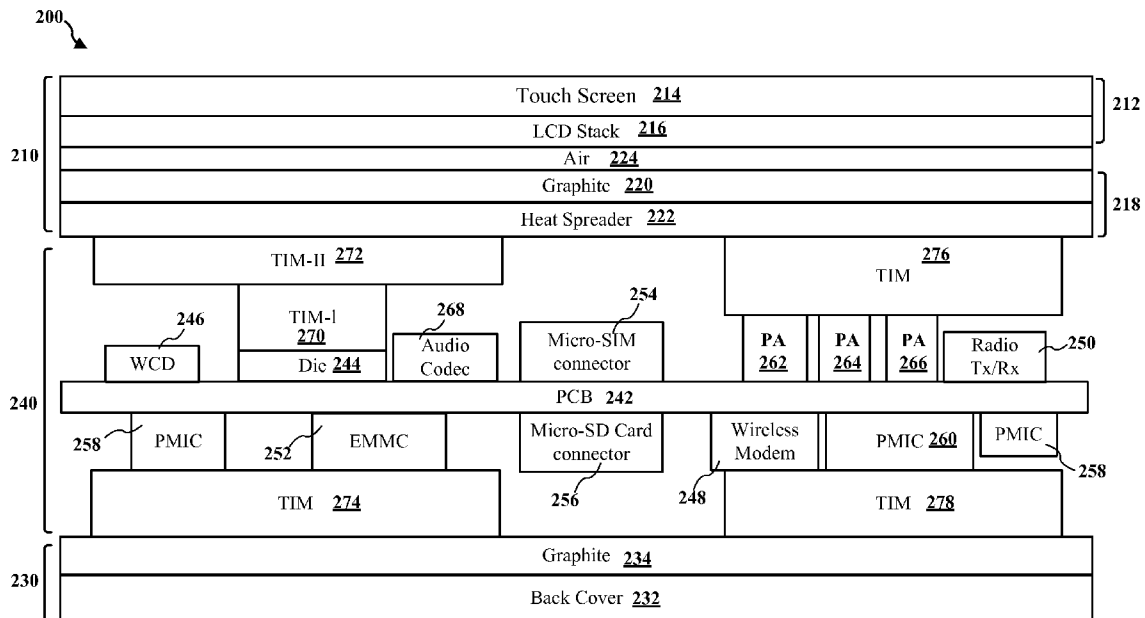 200
Touch Screen 214
212
LCD Stack 216
210
Air 224
Graphite 220
218
Heat Spreader 222
TIM-II 272
276
TIM
254
246
268
TIM-I
270
Micro-SIM
connector
PA
262
PA
264
PA
266
250
WCD
Audio
Codec
Radio
Tx/Rx
Die 244
240
PCB 242
258
PMIC
252
EMMC
Micro-SD Card
connector
Wireless
Modem
PMIC 260
PMIC
258
256
248
TIM 274
TIM 278
Graphite 234
230
Back Cover 232